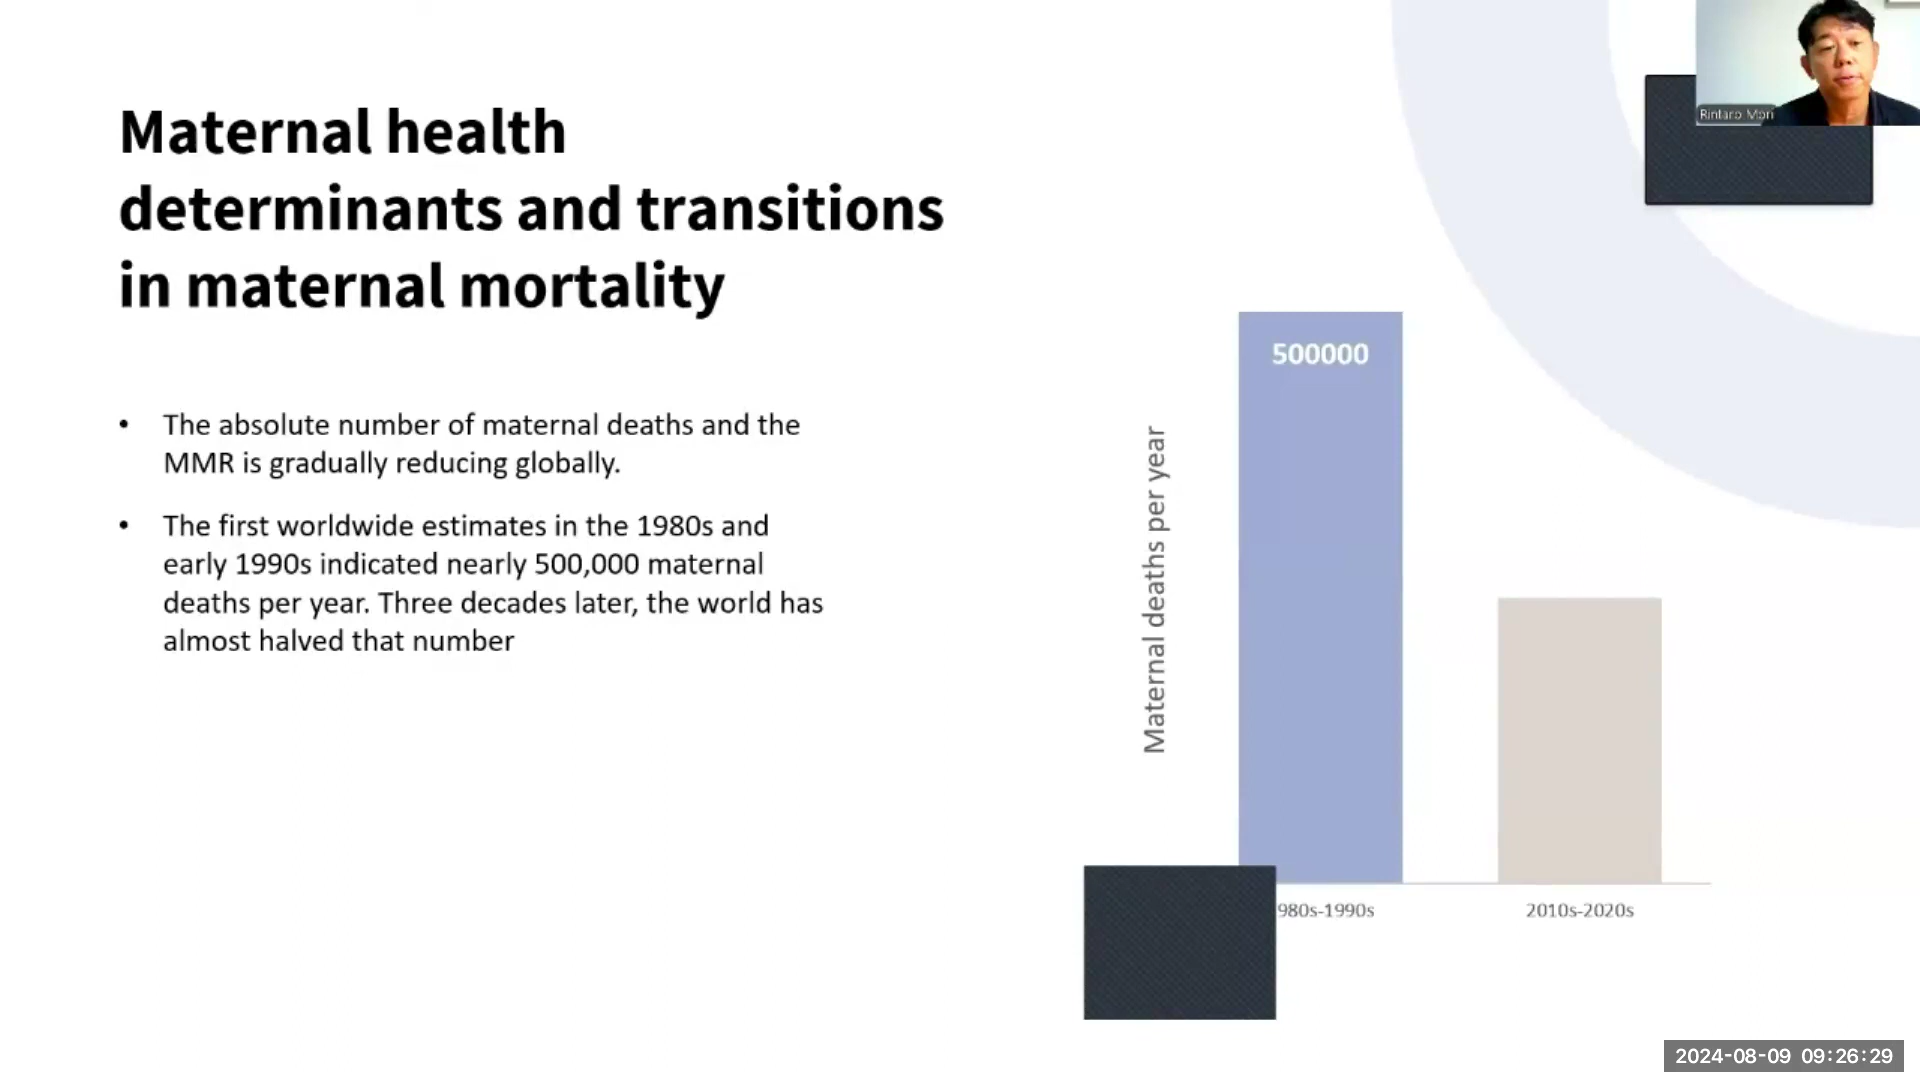 Rintaro Mori
Maternal health
determinants and transitions
in maternal mortality
• The absolute number of maternal deaths and the
MMR is gradually reducing globally.
• The first worldwide estimates in the 1980s and
early 1990s indicated nearly 500,000 maternal
deaths per year. Three decades later, the world has
almost halved that number
Maternal deaths per year
500000
980s-1990s
2010s-2020s
2024-08-09 09:26:29